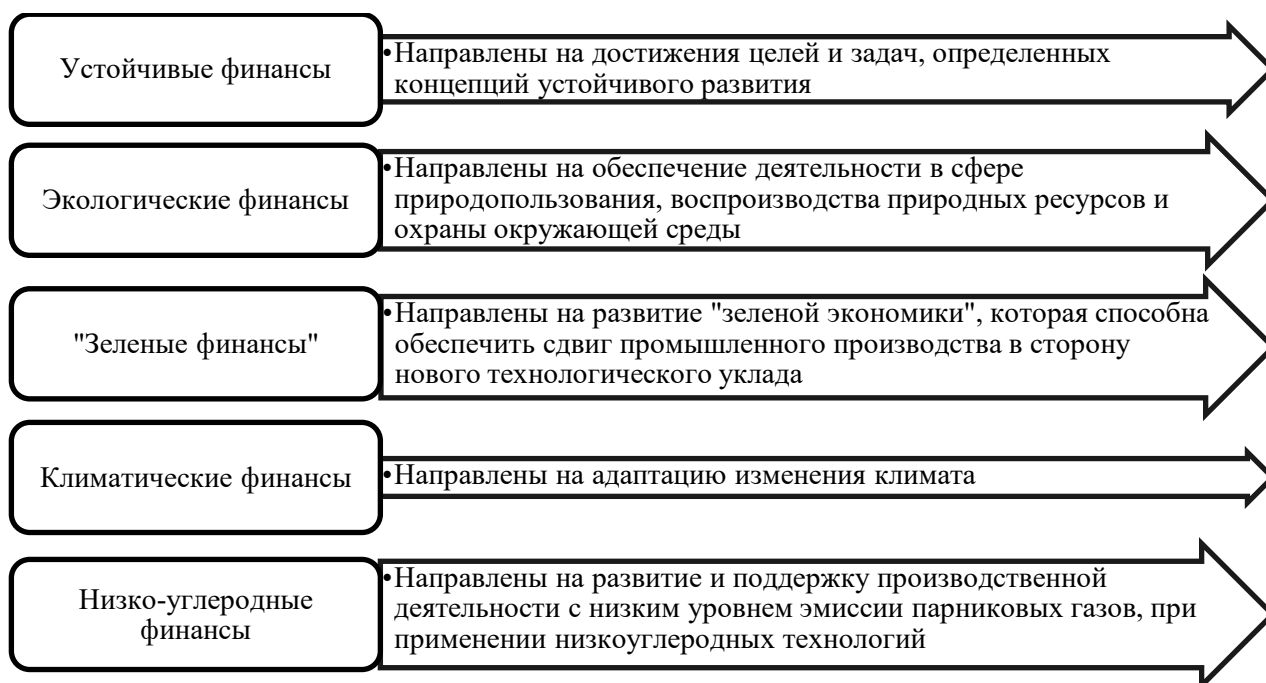 Устойчивые финансы
•Направлены на достижения целей и задач, определенных
концепций устойчивого развития
Экологические финансы
•Направлены на обеспечение деятельности в сфере
природопользования, воспроизводства природных ресурсов и
охраны окружающей среды
"Зеленые финансы"
•Направлены на развитие "зеленой экономики", которая способна
обеспечить сдвиг промышленного производства в сторону
нового технологического уклада
Климатические финансы
•Направлены на адаптацию изменения климата
Низко-углеродные
финансы
•Направлены на развитие и поддержку производственной
деятельности с низким уровнем эмиссии парниковых газов, при
применении низкоуглеродных технологий